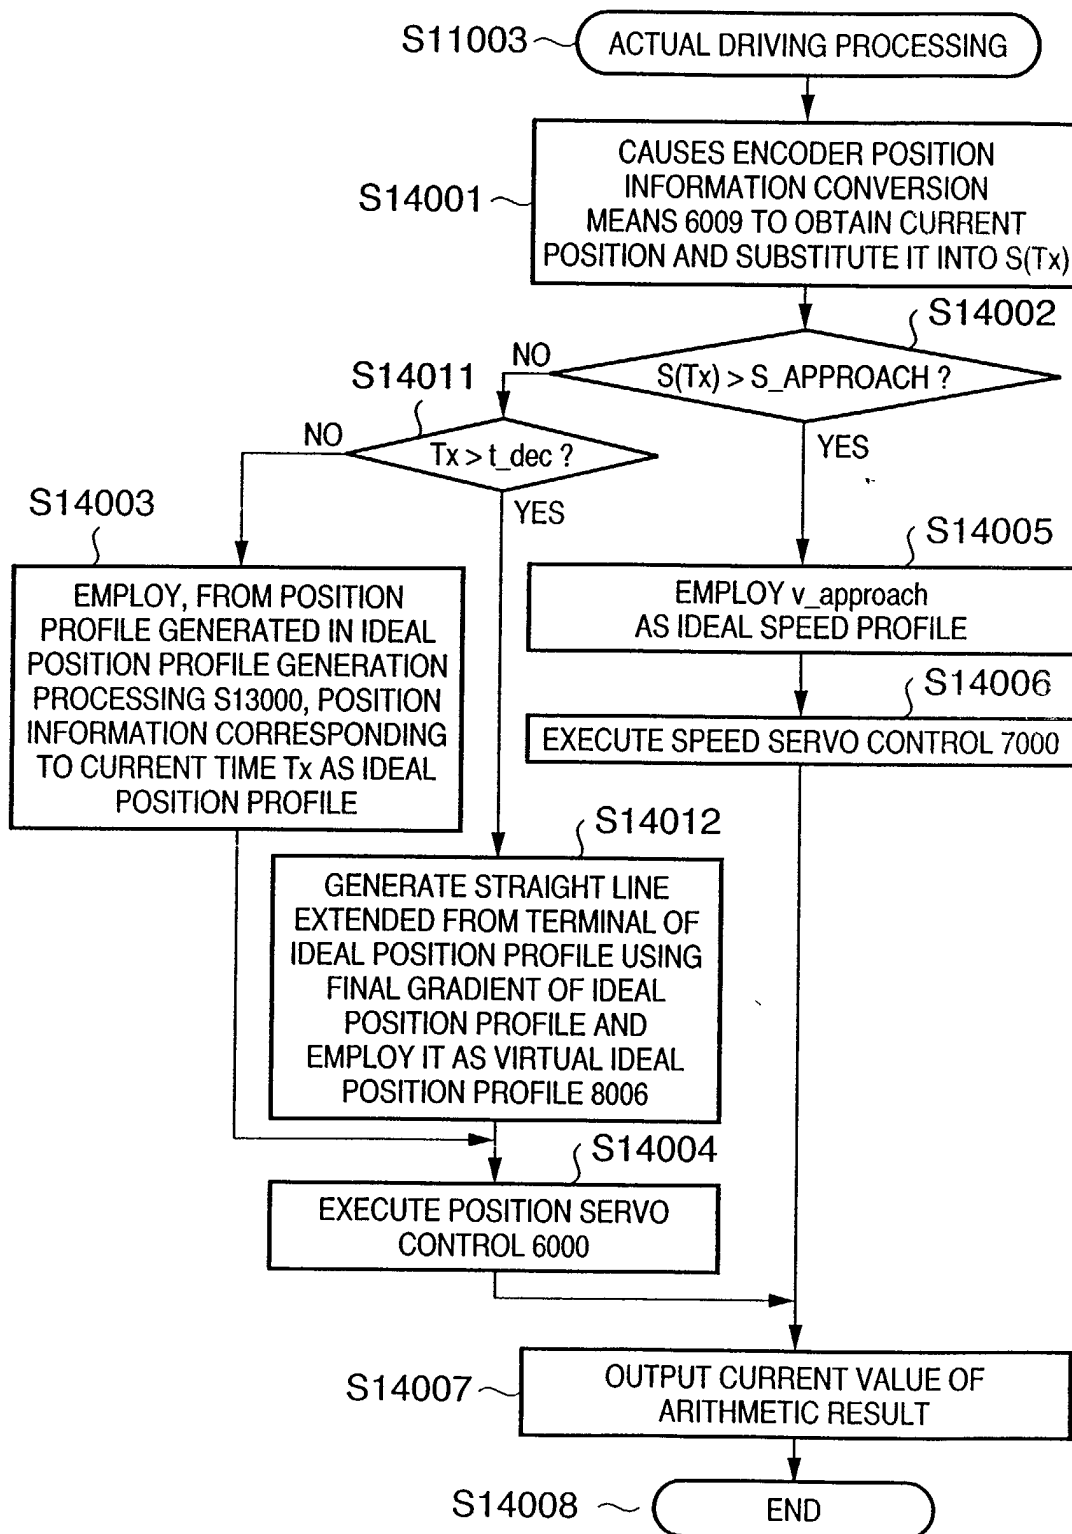 S11003
ACTUAL DRIVING PROCESSING
S14001
CAUSES ENCODER POSITION
INFORMATION CONVERSION
MEANS 6009 TO OBTAIN CURRENT
POSITION AND SUBSTITUTE IT INTO S(Tx)
S14002
S(Tx) > S_APPROACH ?
NO
YES
S14011
Tx > t_dec ?
NO
YES
S14003
EMPLOY, FROM POSITION
PROFILE GENERATED IN IDEAL
POSITION PROFILE GENERATION
PROCESSING S13000, POSITION
INFORMATION CORRESPONDING
TO CURRENT TIME Tx AS IDEAL
POSITION PROFILE
S14005
EMPLOY v_approach
AS IDEAL SPEED PROFILE
S14006
EXECUTE SPEED SERVO CONTROL 7000
S14012
GENERATE STRAIGHT LINE
EXTENDED FROM TERMINAL OF
IDEAL POSITION PROFILE USING
FINAL GRADIENT OF IDEAL
POSITION PROFILE AND
EMPLOY IT AS VIRTUAL IDEAL
POSITION PROFILE 8006
S14004
EXECUTE POSITION SERVO
CONTROL 6000
S14007
OUTPUT CURRENT VALUE OF
ARITHMETIC RESULT
S14008
END